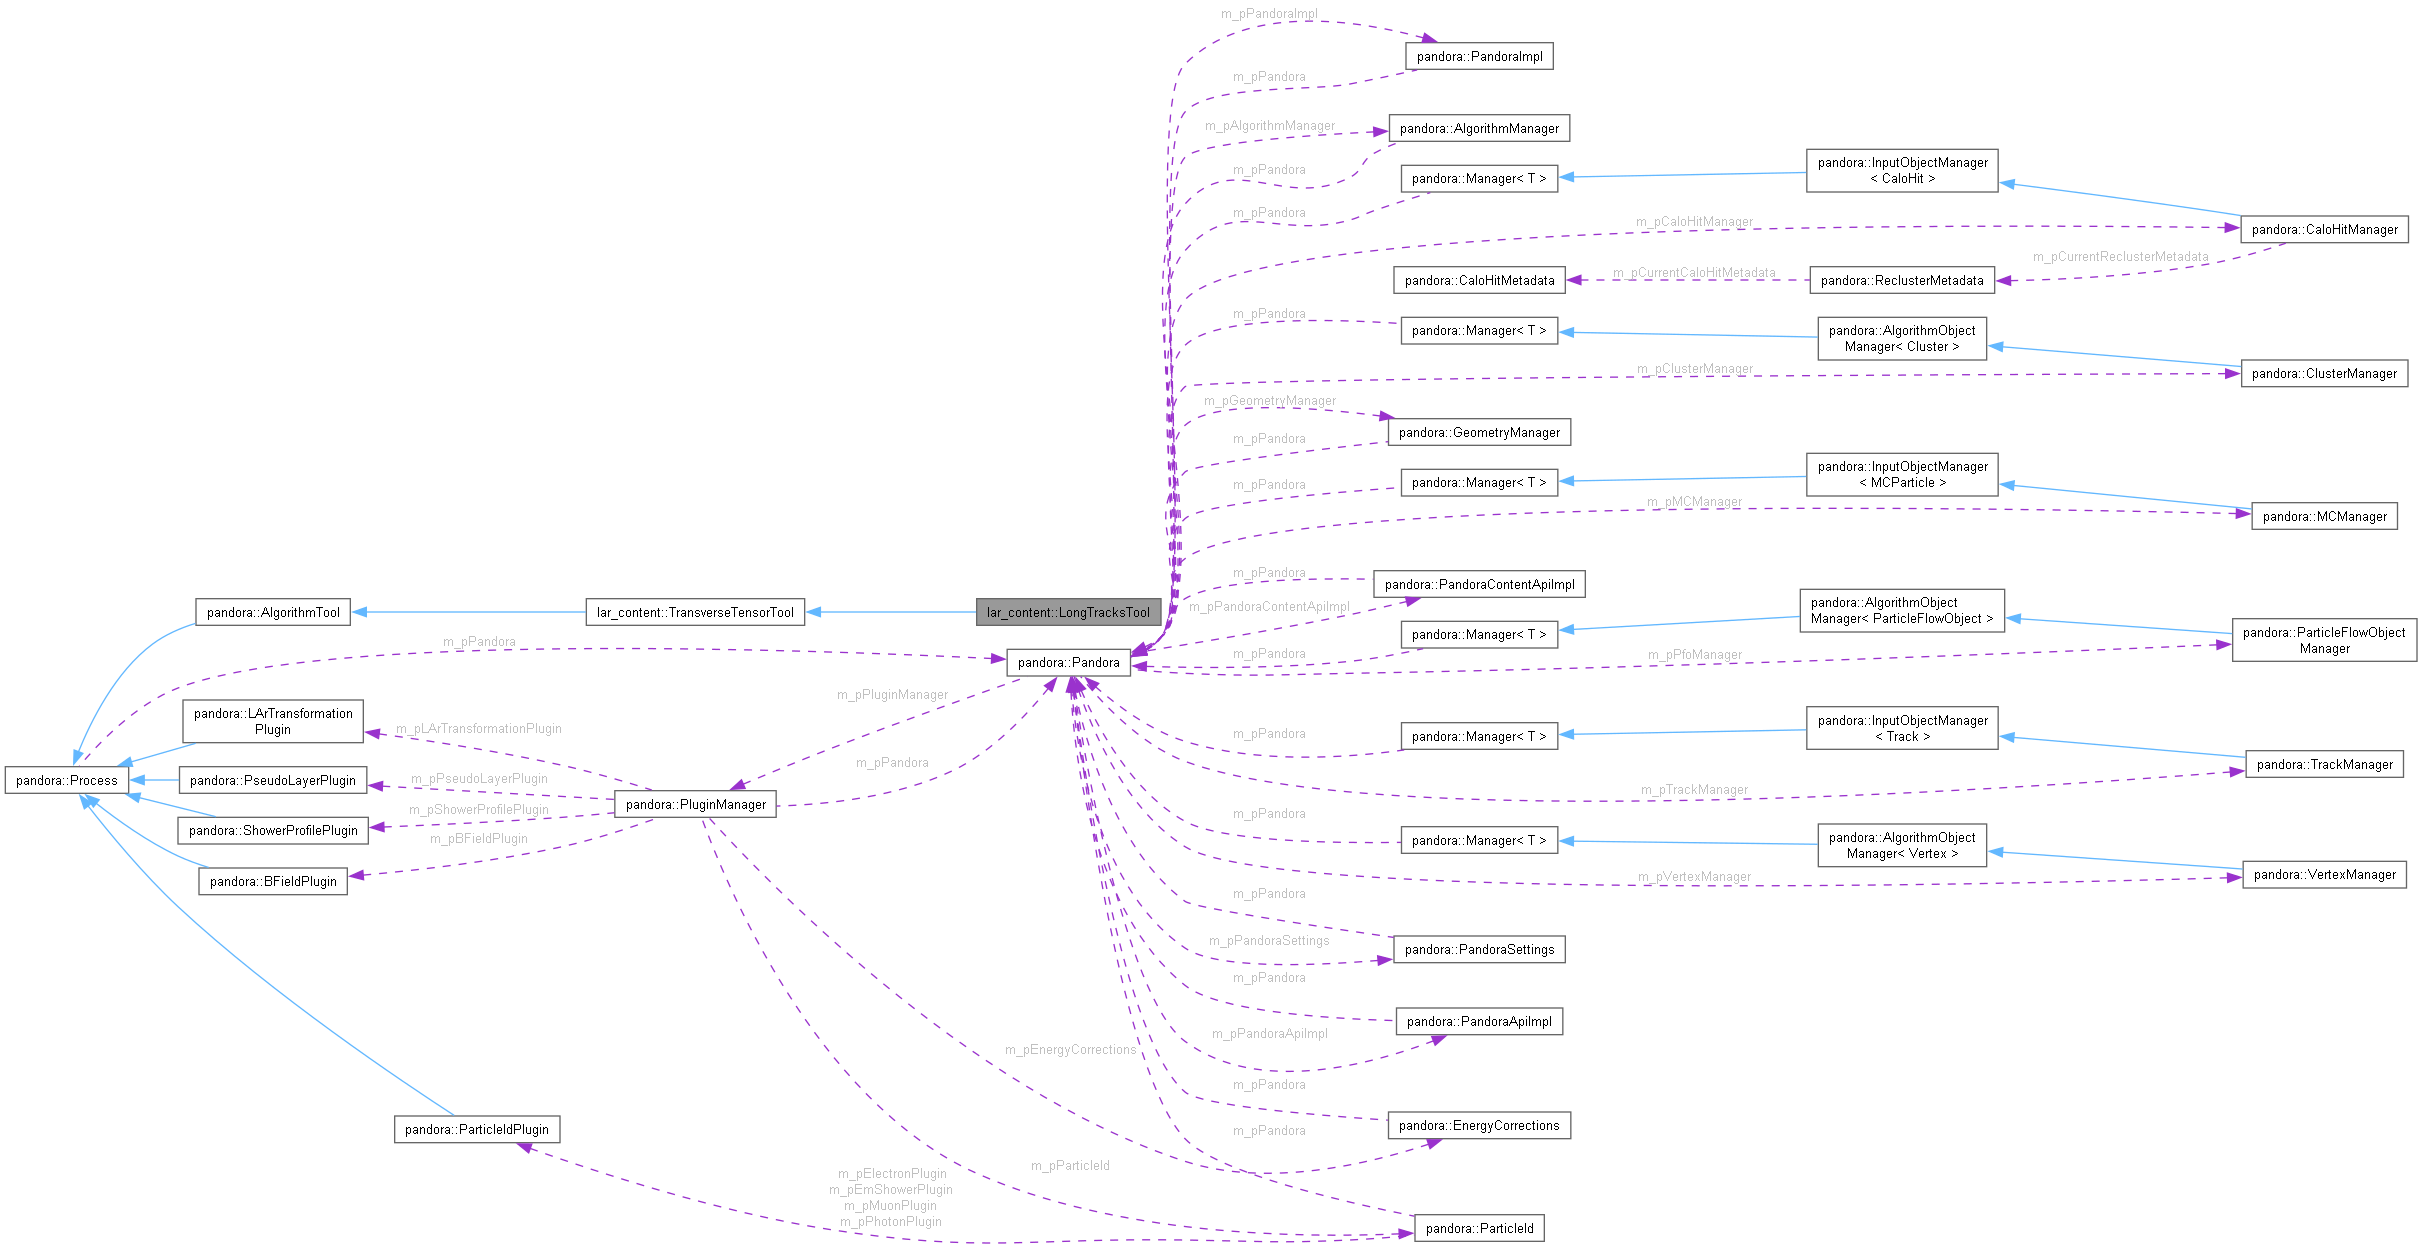 m_pPandoraImpl
pandora::PandoraImpl
m_pPandora
m_pAlgorithmManager
pandora::AlgorithmManager
m_pPandora
pandora::Manager< T >
pandora::InputObjectManager
< CaloHit >
m_pPandora
m_pCaloHitManager
pandora::CaloHitManager
m_pCurrentReclusterMetadata
pandora::CaloHitMetadata
m_pCurrentCaloHitMetadata
pandora::ReclusterMetadata
m_pPandora
pandora::Manager< T >
pandora::AlgorithmObject
Manager< Cluster >
m_pClusterManager
pandora::ClusterManager
m_pGeometryManager
pandora::GeometryManager
m_pPandora
pandora::Manager< T >
pandora::InputObjectManager
< MCParticle >
m_pPandora
m_pMCManager
pandora::MCManager
m_pPandora
pandora::PandoraContentApiImpl
m_pPandoraContentApiImpl
pandora::AlgorithmTool
lar_content::TransverseTensorTool
lar_content::LongTracksTool
pandora::Manager< T >
pandora::AlgorithmObject
Manager< ParticleFlowObject >
pandora::ParticleFlowObject
Manager
m_pPandora
pandora::Pandora
m_pPandora
m_pPfoManager
m_pPluginManager
pandora::LArTransformation
Plugin
m_pLArTransformationPlugin
m_pPandora
pandora::Manager< T >
pandora::InputObjectManager
< Track >
pandora::TrackManager
m_pTrackManager
pandora::Process
pandora::PseudoLayerPlugin
m_pPseudoLayerPlugin
m_pPandora
pandora::PluginManager
m_pShowerProfilePlugin
pandora::ShowerProfilePlugin
m_pBFieldPlugin
pandora::BFieldPlugin
m_pPandora
pandora::Manager< T >
pandora::AlgorithmObject
Manager< Vertex >
m_pVertexManager
pandora::VertexManager
m_pPandora
m_pPandoraSettings
pandora::PandoraSettings
m_pPandora
pandora::PandoraApiImpl
m_pPandoraApiImpl
m_pEnergyCorrections
m_pPandora
pandora::EnergyCorrections
m_pPandora
pandora::ParticleIdPlugin
m_pParticleId
m_pElectronPlugin
m_pEmShowerPlugin
m_pMuonPlugin
m_pPhotonPlugin
pandora::ParticleId